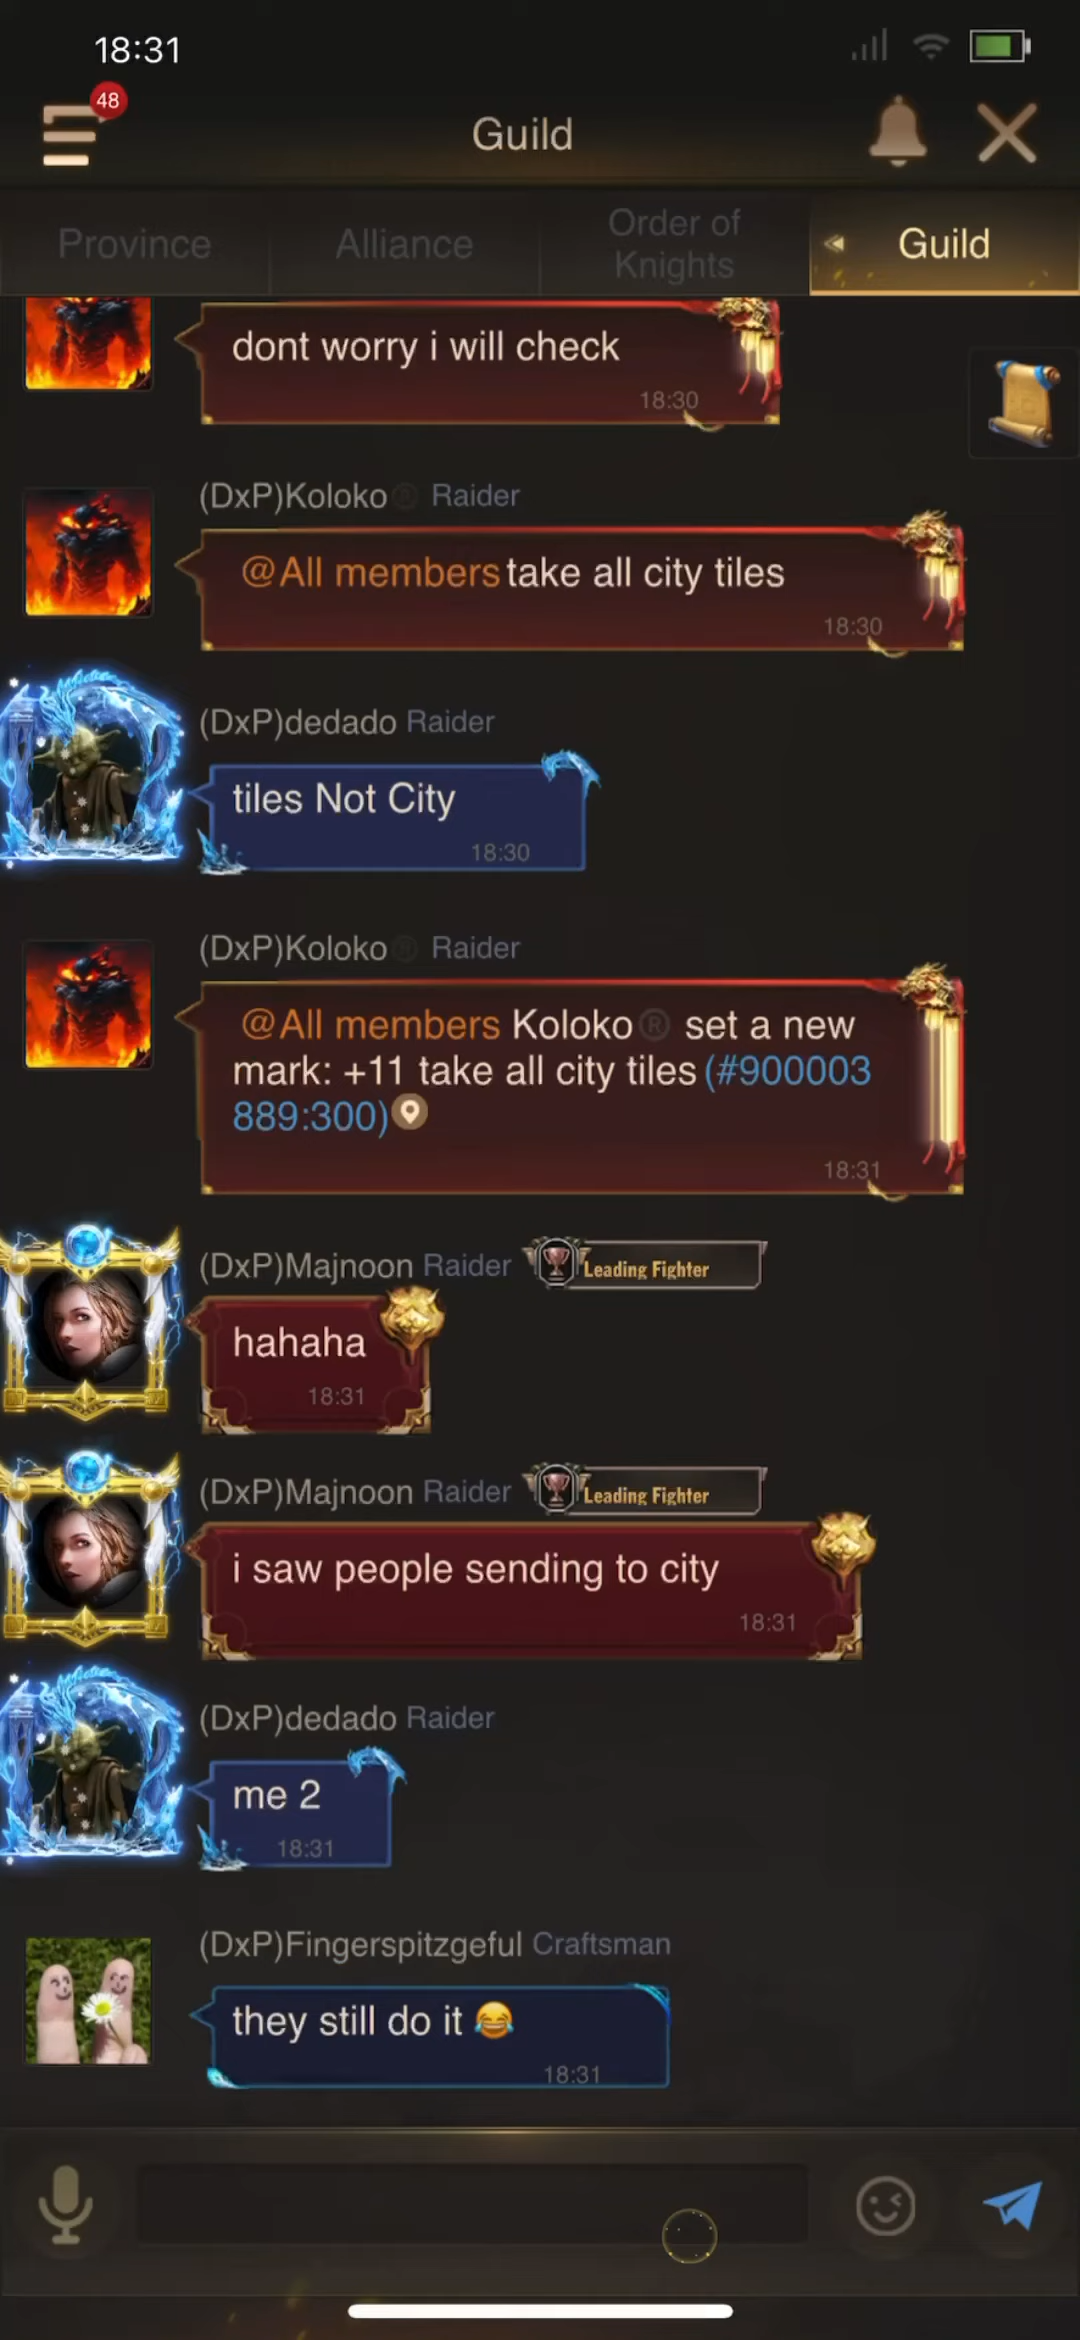 18:31
48
Guild
Province
Alliance
Order of
Knights
Guild
dont worry i will check
18:30
(DxP)Koloko® Raider
@All members take all city tiles
18:30
(DxP)dedado Raider
tiles Not City
18:30
(DxP)Koloko® Raider
@All members Koloko® set a new
mark: +11 take all city tiles (#900003
889:300)
18:31
(DxP)Majnoon Raider Leading Fighter
hahaha
18:31
(DxP)Majnoon Raider Leading Fighter
i saw people sending to city
18:31
(DxP)dedado Raider
me 2
18:31
(DxP)Fingerspitzgeful Craftsman
they still do it 😂
18:31